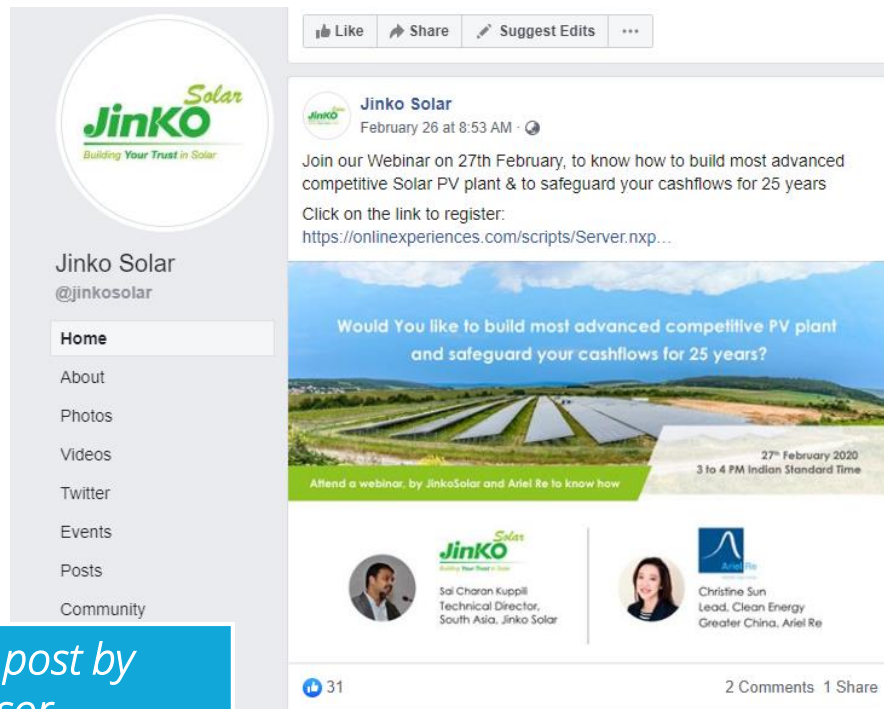 Like Share Suggest Edits ...
Solar
JinKO
Building Your Trust in Solar
Jinko Solar
@jinkosolar
Home
About
Photos
Videos
Twitter
Events
Posts
Community
post by
Jinko Solar
February 26 at 8:53 AM ·
Join our Webinar on 27th February, to know how to build most advanced
competitive Solar PV plant & to safeguard your cashflows for 25 years
Click on the link to register:
https://onlinexperiences.com/scripts/Server.nxp...
Would You like to build most advanced competitive PV plant
and safeguard your cashflows for 25 years?
27th February 2020
3 to 4 PM Indian Standard Time
Attend a webinar, by JinkoSolar and Ariel Re to know how
Solar
JinKO
Building Your Trust in Solar
Sai Charan Kuppili
Technical Director,
South Asia, Jinko Solar
Ariel Re
Christine Sun
Lead, Clean Energy
Greater China, Ariel Re
31
2 Comments 1 Share